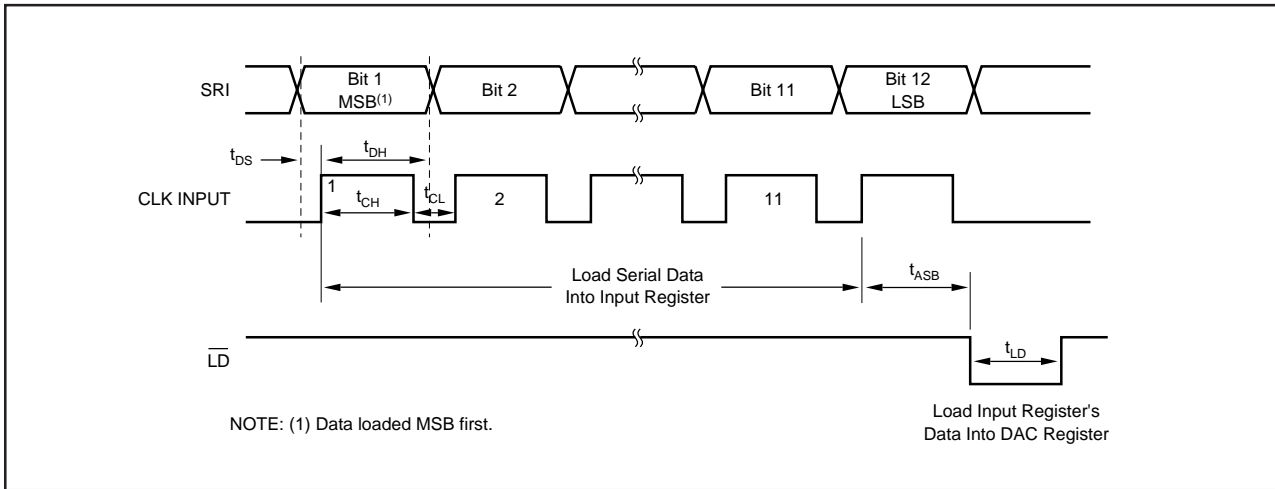 SRI
Bit 1
MSB(1)
Bit 2
Bit 11
Bit 12
LSB
tDS
tDH
CLK INPUT
1
tCH
tCL
2
11
Load Serial Data
Into Input Register
tASB
LD
tLD
NOTE: (1) Data loaded MSB first.
Load Input Register's
Data Into DAC Register